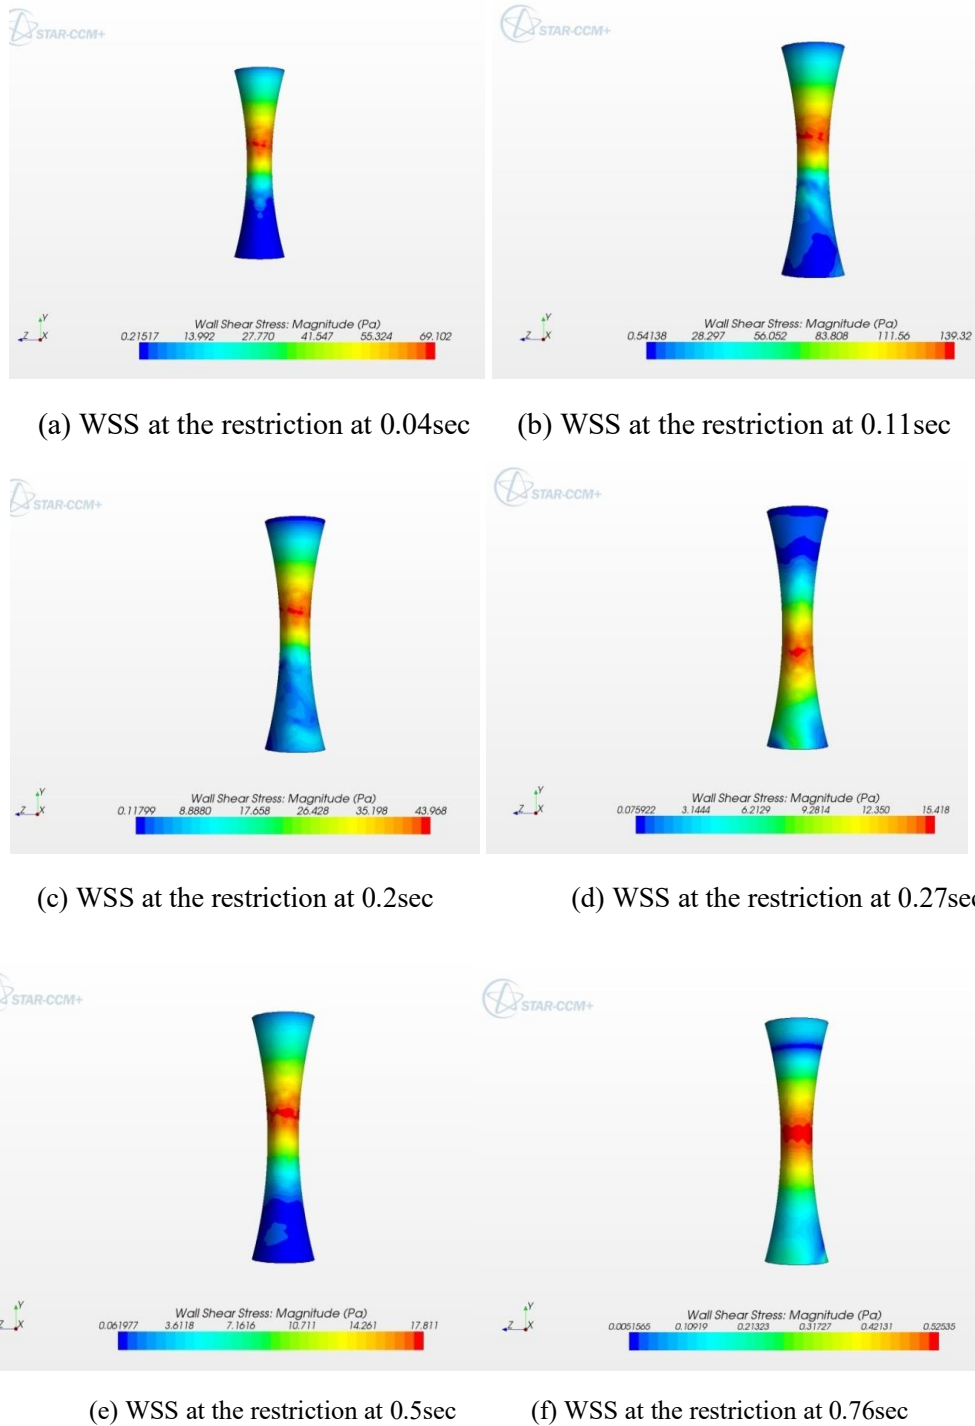 STAR-CCM+
STAR-CCM+
Y
Z X
Wall Shear Stress: Magnitude (Pa)
0.21517 13.992 27.770 41.547 55.324 69.102
Y
Z X
Wall Shear Stress: Magnitude (Pa)
0.54138 28.297 56.052 83.808 111.56 139.32
(a) WSS at the restriction at 0.04sec
(b) WSS at the restriction at 0.11sec
STAR-CCM+
STAR-CCM+
Y
Z X
Wall Shear Stress: Magnitude (Pa)
0.11799 8.8880 17.658 26.428 35.198 43.968
Y
Z X
Wall Shear Stress: Magnitude (Pa)
0.075922 3.1444 6.2129 9.2814 12.350 15.418
(c) WSS at the restriction at 0.2sec
(d) WSS at the restriction at 0.27sec
STAR-CCM+
STAR-CCM+
Y
Z X
Wall Shear Stress: Magnitude (Pa)
0.061977 3.6118 7.1616 10.711 14.261 17.811
Y
Z X
Wall Shear Stress: Magnitude (Pa)
0.0051565 0.10919 0.21323 0.31727 0.42131 0.52535
(e) WSS at the restriction at 0.5sec
(f) WSS at the restriction at 0.76sec